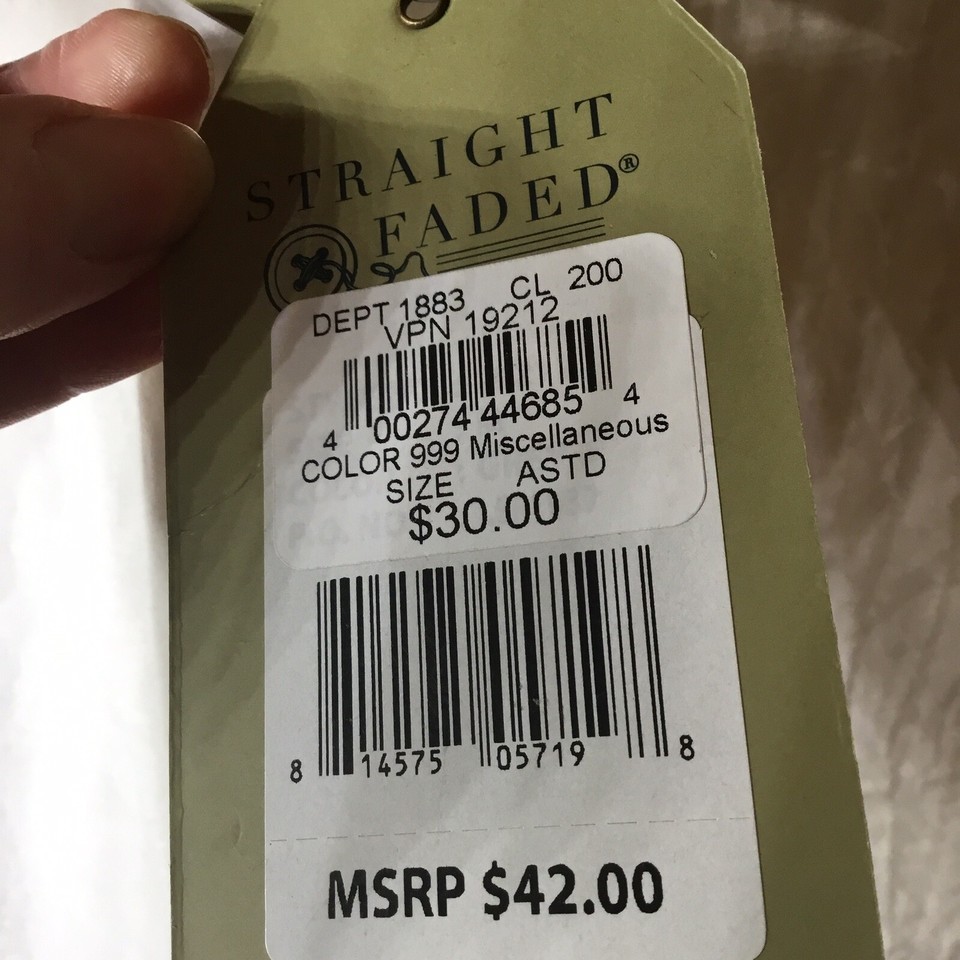 STRAIGHT
FADED®
DEPT 1883 CL 200
VPN 19212
4 00274 44685 4
COLOR 999 Miscellaneous
SIZE ASTD
$30.00
8 14575 05719 8
MSRP $42.00